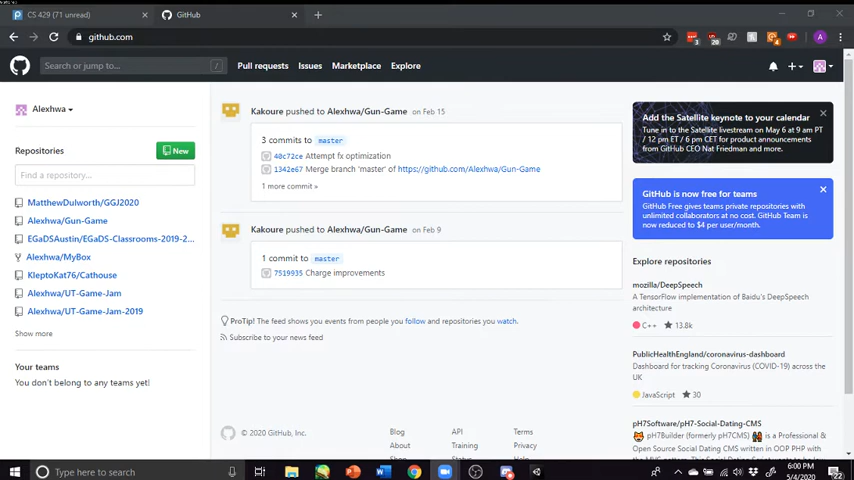 CS 429 (71 unread)
GitHub
github.com
Search or jump to...
/
Pull requests
Issues
Marketplace
Explore
Alexhwa
Repositories
New
Find a repository...
MatthewDulworth/GGJ2020
Alexhwa/Gun-Game
EGaDSAustin/EGaDS-Classrooms-2019-2...
Alexhwa/MyBox
KleptoKat76/Cathouse
Alexhwa/UT-Game-Jam
Alexhwa/UT-Game-Jam-2019
Show more
Your teams
You don't belong to any teams yet!
Kakoure pushed to Alexhwa/Gun-Game on Feb 15
3 commits to master
40c72ce Attempt fx optimization
1342e67 Merge branch 'master' of https://github.com/Alexhwa/Gun-Game
1 more commit »
Kakoure pushed to Alexhwa/Gun-Game on Feb 9
1 commit to master
7519935 Charge improvements
ProTip! The feed shows you events from people you follow and repositories you watch.
Subscribe to your news feed
© 2020 GitHub, Inc.
Blog
About
API
Training
Terms
Privacy
Add the Satellite keynote to your calendar
Tune in to the Satellite livestream on May 6 at 9 am PT
/ 12 pm ET / 6 pm CET for product announcements
from GitHub CEO Nat Friedman and more.
GitHub is now free for teams
GitHub Free gives teams private repositories with
unlimited collaborators at no cost. GitHub Team is
now reduced to $4 per user/month.
Explore repositories
mozilla/DeepSpeech
A TensorFlow implementation of Baidu's DeepSpeech
architecture
C++ 13.8k
PublicHealthEngland/coronavirus-dashboard
Dashboard for tracking Coronavirus (COVID-19) across the
UK
JavaScript 30
pH7Software/pH7-Social-Dating-CMS
pH7Builder (formerly pH7CMS) is a Professional &
Open Source Social Dating CMS written in OOP PHP
Type here to search
6:00 PM
5/4/2020